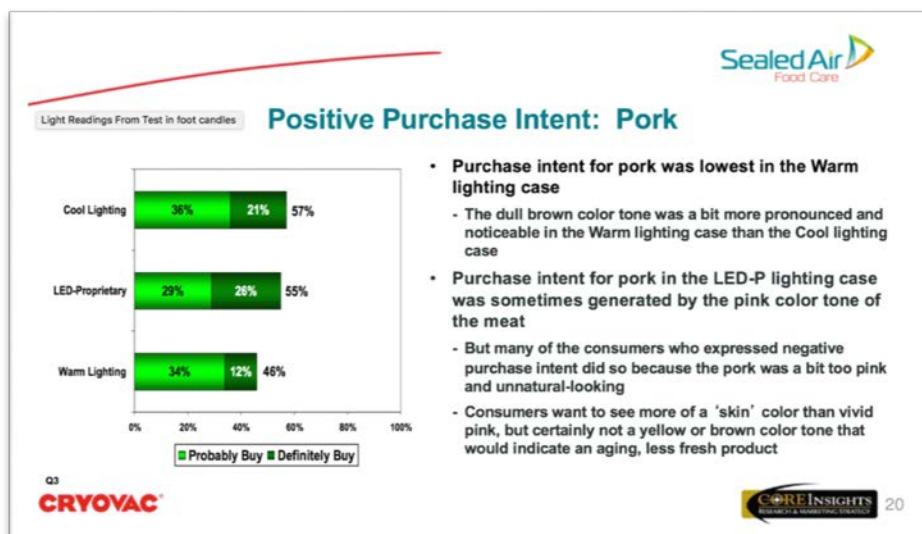 Sealed Air
Food Care
Light Readings From Test in foot candles
Positive Purchase Intent: Pork
Cool Lighting
36%
21%
57%
LED-Proprietary
29%
26%
55%
Warm Lighting
34%
12%
46%
0%
20%
40%
60%
80%
100%
Probably Buy
Definitely Buy
• Purchase intent for pork was lowest in the Warm
lighting case
- The dull brown color tone was a bit more pronounced and
noticeable in the Warm lighting case than the Cool lighting
case
• Purchase intent for pork in the LED-P lighting case
was sometimes generated by the pink color tone of
the meat
- But many of the consumers who expressed negative
purchase intent did so because the pork was a bit too pink
and unnatural-looking
- Consumers want to see more of a ‘skin’ color than vivid
pink, but certainly not a yellow or brown color tone that
would indicate an aging, less fresh product
Q3
CRYOVAC®
COREINSIGHTS
RESEARCH & MARKETING STRATEGY
20